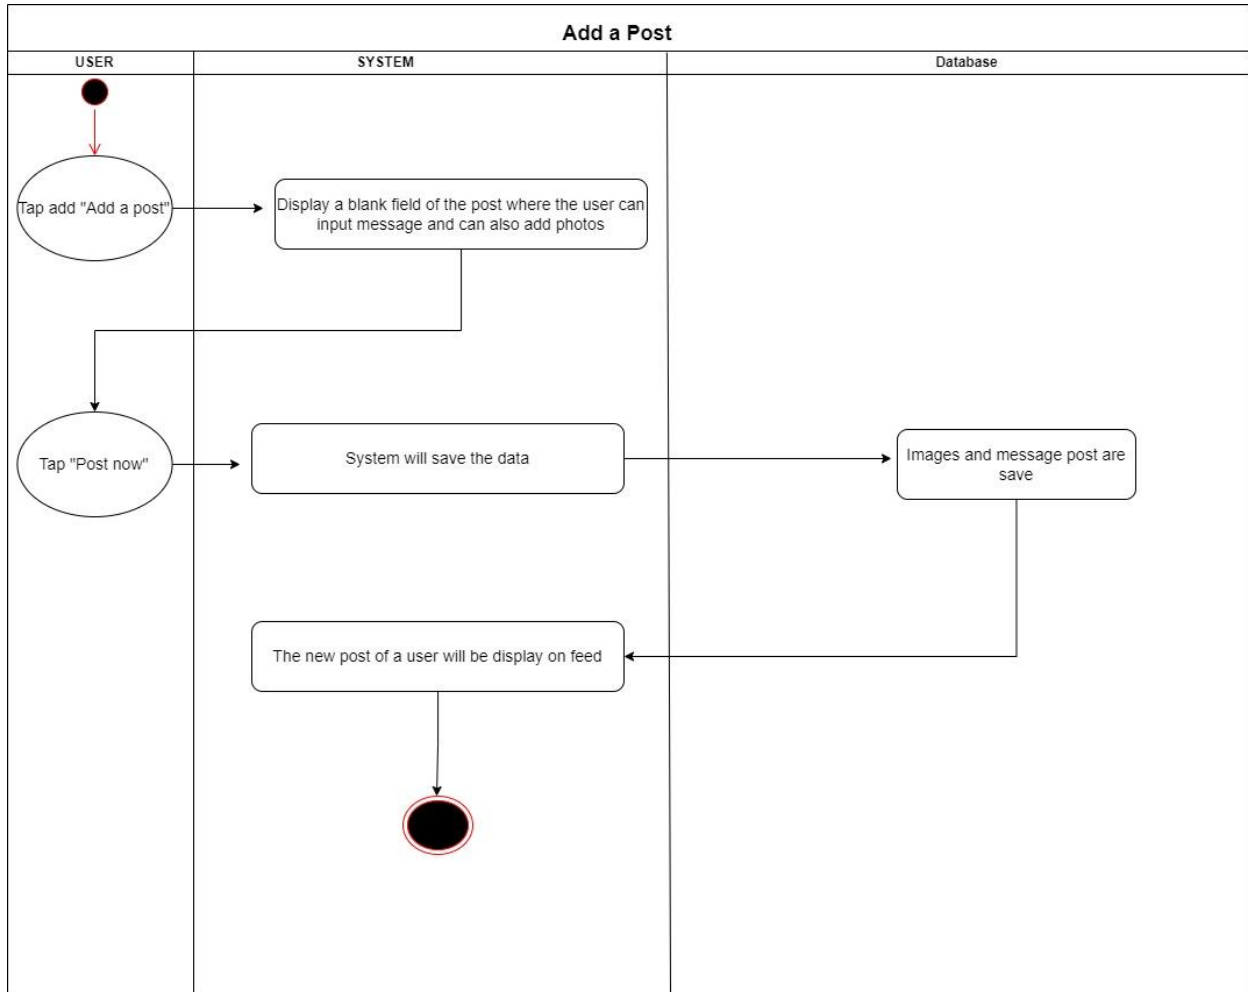 Add a Post
USER
SYSTEM
Database
Tap add "Add a post"
Display a blank field of the post where the user can
input message and can also add photos
Tap "Post now"
System will save the data
Images and message post are
save
The new post of a user will be display on feed